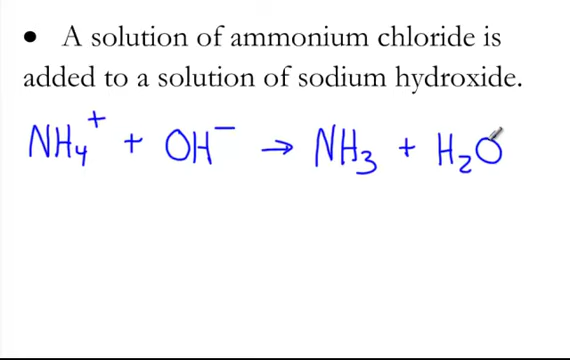 • A solution of ammonium chloride is
added to a solution of sodium hydroxide.
NH₄⁺ + OH⁻ → NH₃ + H₂O